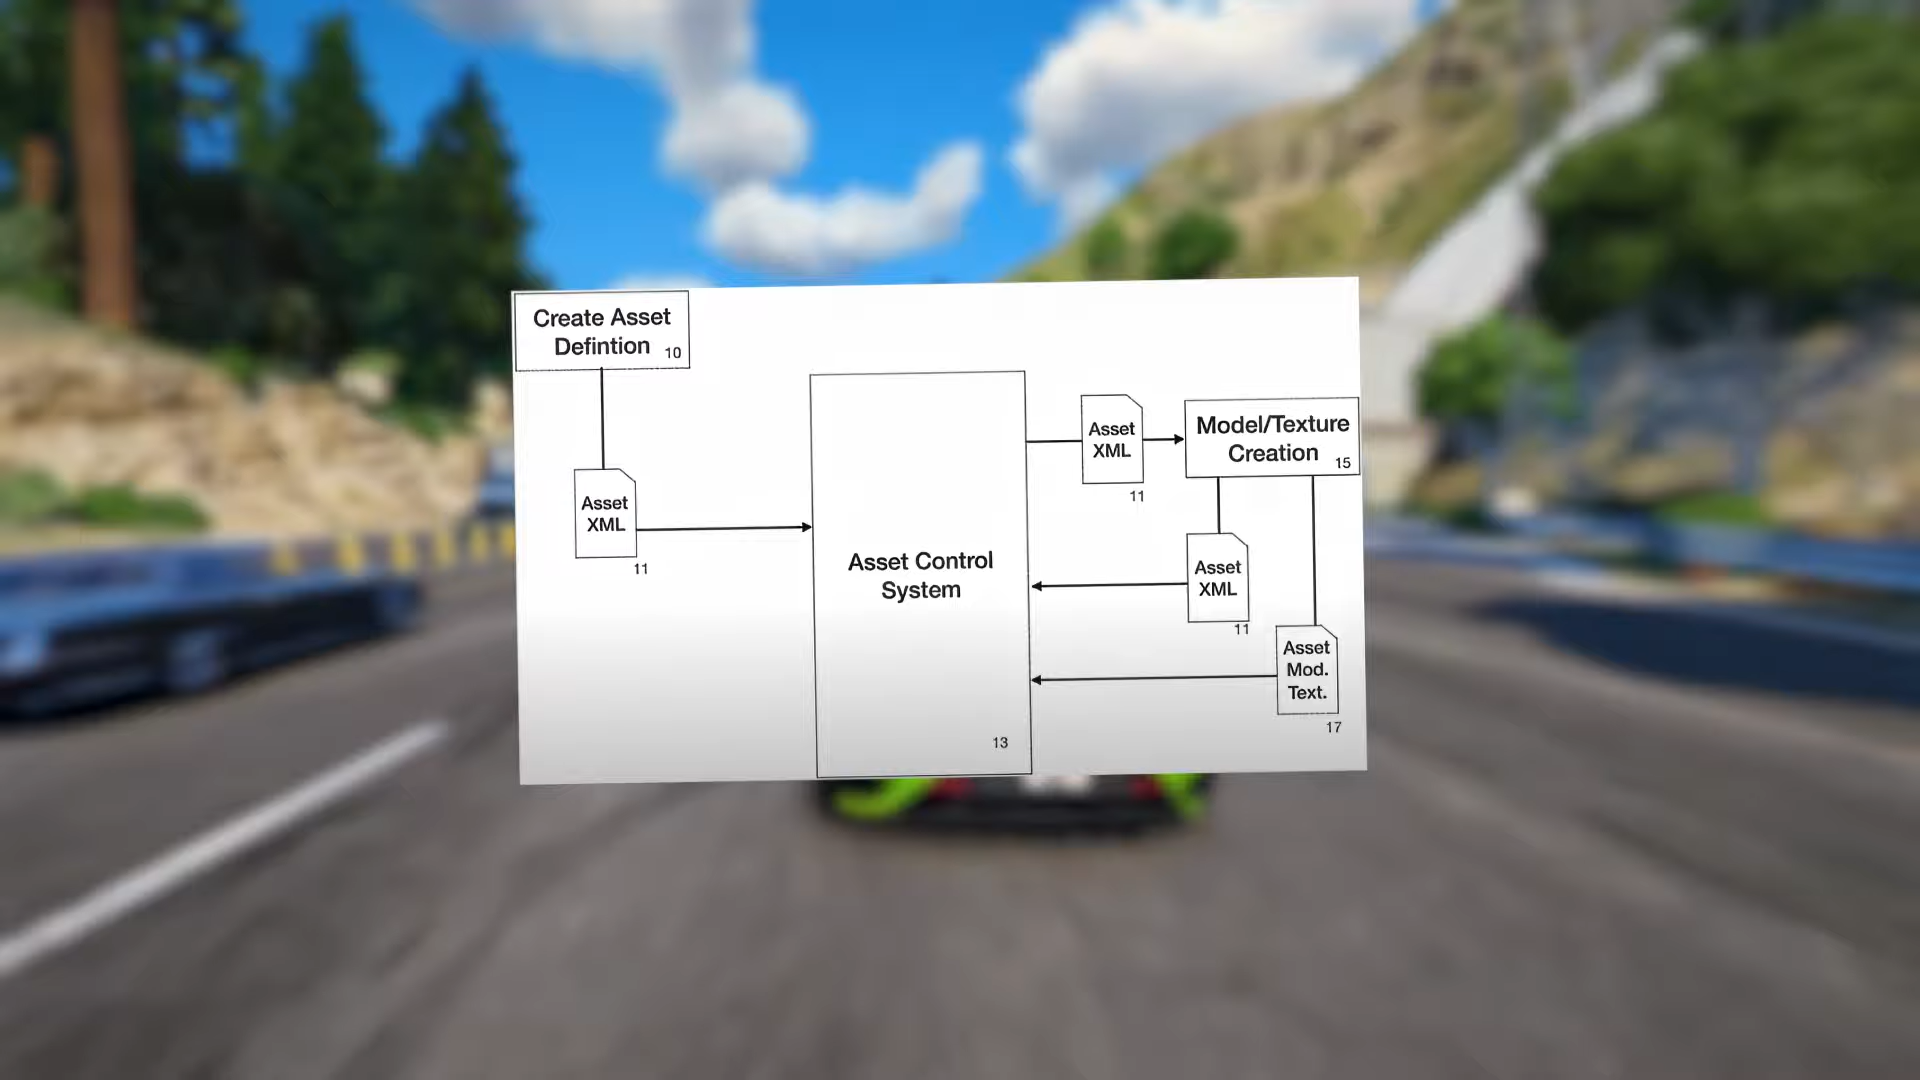 Create Asset
Defintion 10
Asset
XML
11
Asset Control
System
13
Asset
XML
11
Model/Texture
Creation 15
Asset
XML
11
Asset
Mod.
Text.
17